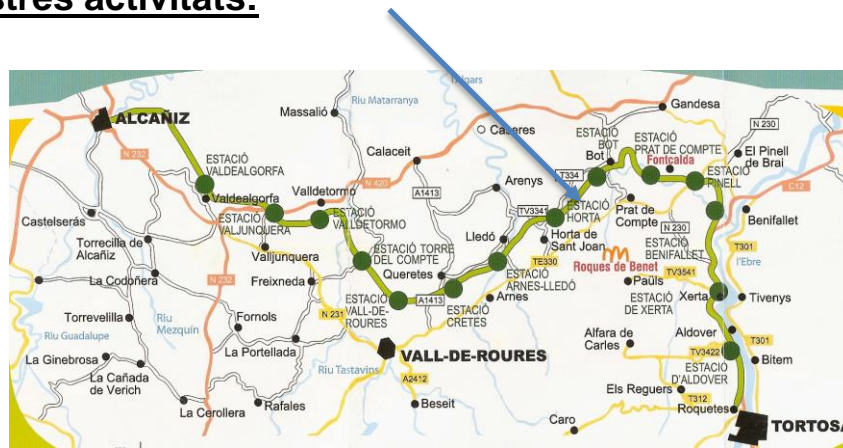 stres activitats:
ALCAÑIZ
Massalió
Riu Matarranya
Gandesa
N 230
Caseres
ESTACIÓ
BOT
ESTACIÓ
PRAT DE COMPTE
El Pinell
de Brai
N 232
Calaceit
Bot
Fontcalda
ESTACIÓ
VALDEALGORFA
Arenys
T334
ESTACIÓ
PINELL
C12
N 420
Valldetormo
A1413
Valdealgorfa
ESTACIÓ
HORTA
TV3341
Prat de
Compte
Benifallet
Castelserás
ESTACIÓ
VALJUNQUERA
ESTACIÓ
VALLDETORMO
N 230
Torrecilla de
Alcañiz
Lledó
Horta de
Sant Joan
ESTACIÓ
BENIFALLET
T301
l'Ebre
Valljunquera
ESTACIÓ TORRE
DEL COMPTE
TE330
Roques de Benet
TV3541
La Codoñera
N 232
Freixneda
Queretes
ESTACIÓ
ARNES-LLEDÓ
Paüls
ESTACIÓ
DE XERTA
Xerta
Tivenys
ESTACIÓ
VALL-DE-
ROURES
A1413
Arnes
Torrevelilla
Riu
Mezquín
Fornols
N 231
ESTACIÓ
CRETES
Alfara de
Carles
Aldover
T301
Riu Guadalupe
La Portellada
VALL-DE-ROURES
TV3422
Bitem
La Ginebrosa
Riu Tastavins
ESTACIÓ
D'ALDOVER
La Cañada
de Verich
A2412
Els Reguers
T312
La Cerollera
Rafales
Beseit
Caro
Roquetes
TORTOSA